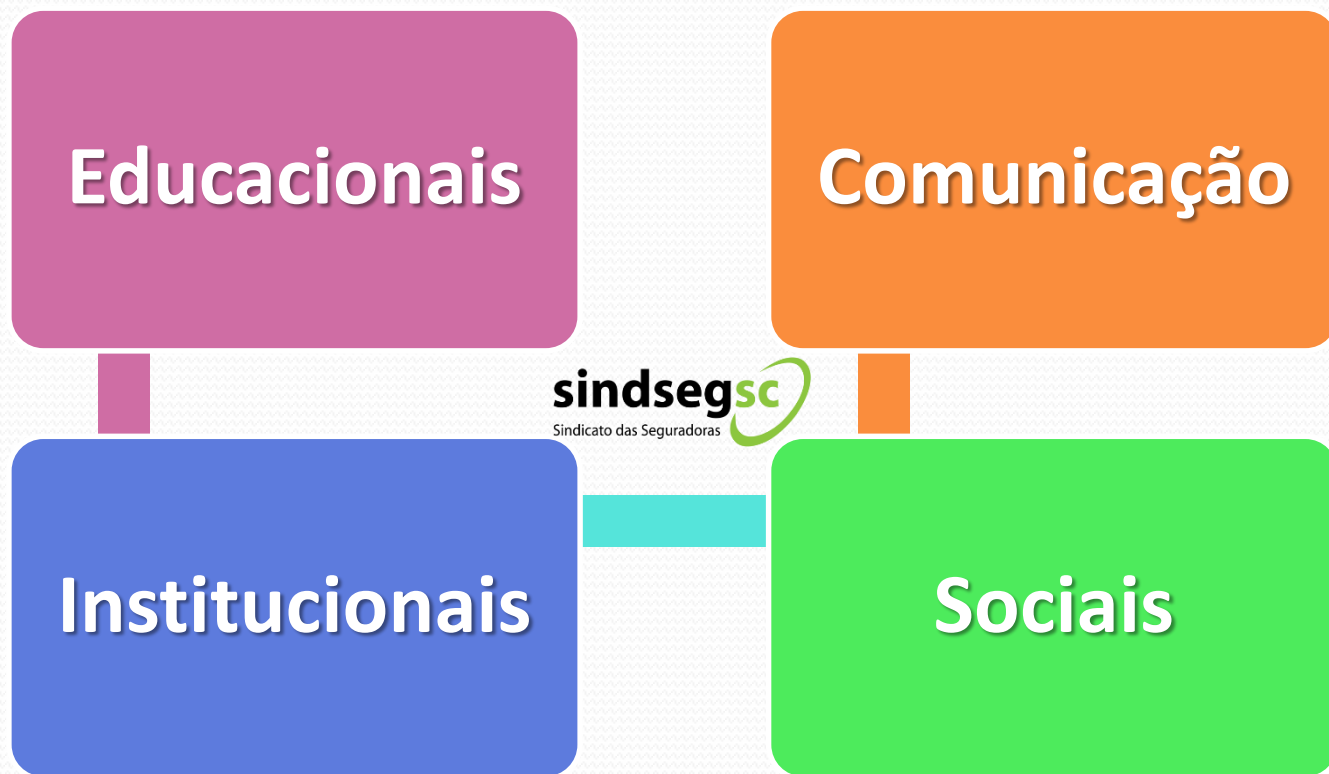 Educacionais
Comunicação
sindsegsc
Sindicato das Seguradoras
Institucionais
Sociais